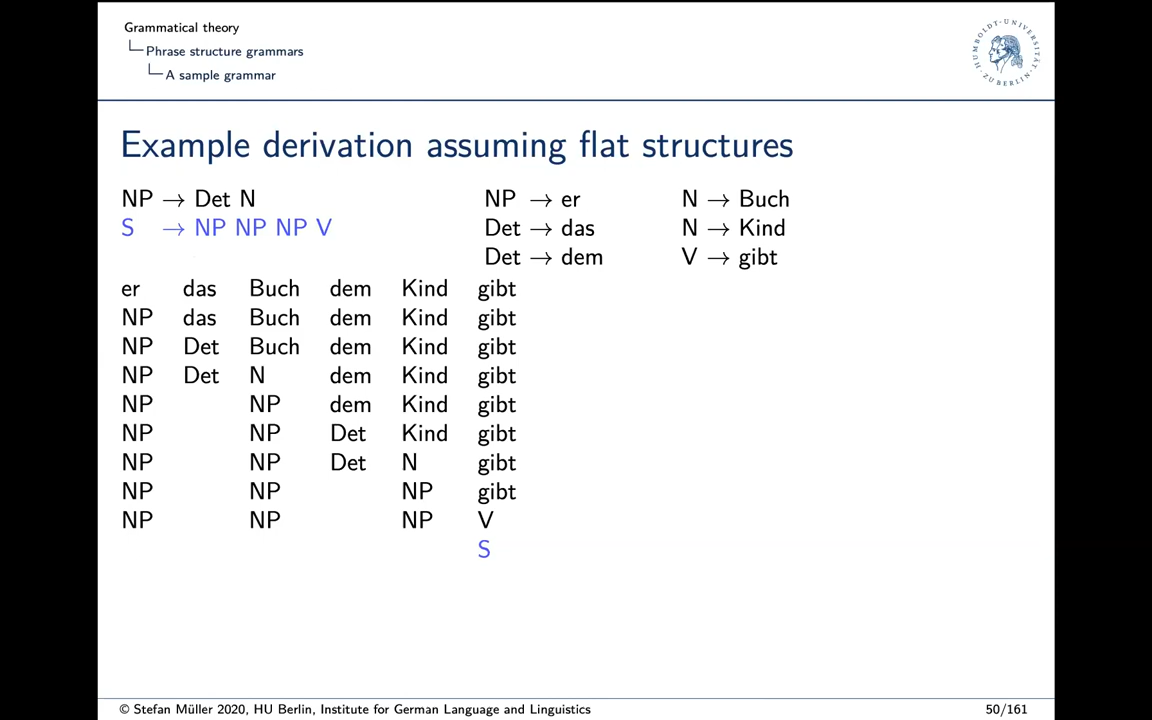 Grammatical theory
Phrase structure grammars
A sample grammar
HUMBOLDT-UNIVERSITÄT ZU BERLIN
Example derivation assuming flat structures
NP → Det N
S → NP NP NP V
NP → er
Det → das
Det → dem
N → Buch
N → Kind
V → gibt
er das Buch dem Kind gibt
NP das Buch dem Kind gibt
NP Det Buch dem Kind gibt
NP Det N dem Kind gibt
NP NP dem Kind gibt
NP NP Det Kind gibt
NP NP Det N gibt
NP NP NP gibt
NP NP NP V
S
© Stefan Müller 2020, HU Berlin, Institute for German Language and Linguistics
50/161